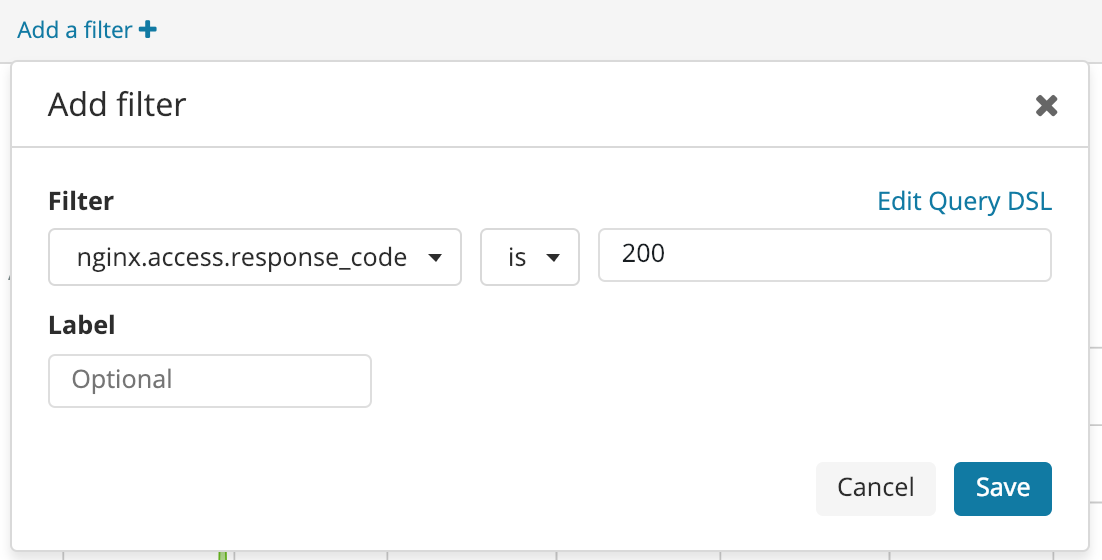 Add a filter
Add filter
Filter
Edit Query DSL
nginx.access.response_code
is
200
Label
Optional
Cancel
Save